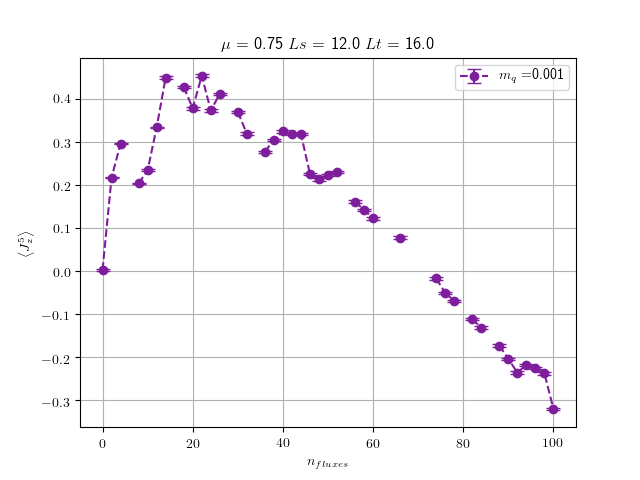 μ = 0.75 Ls = 12.0 Lt = 16.0
m_q =0.001
⟨J_z^5⟩
0.4
0.3
0.2
0.1
0.0
−0.1
−0.2
−0.3
0 20 40 60 80 100
n_fluxes